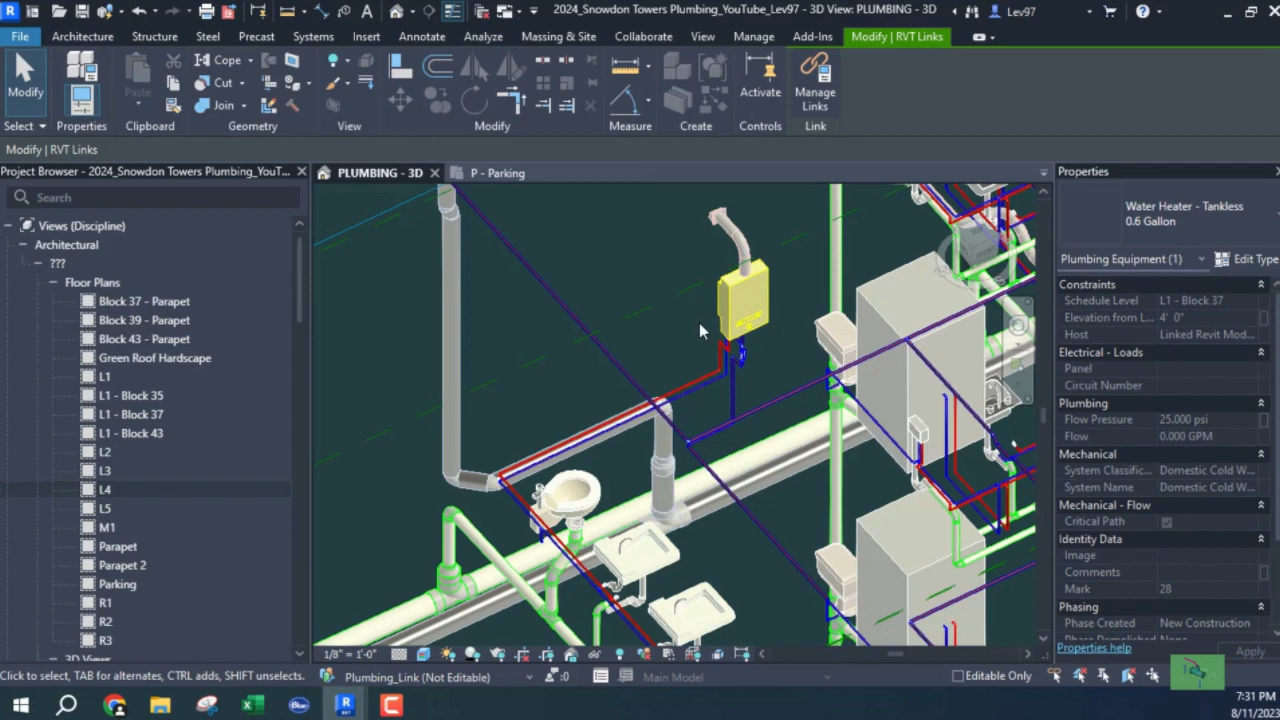 2024_Snowdon Towers Plumbing_YouTube_Lev97 - 3D View: PLUMBING - 3D
Lev97
File
Architecture
Structure
Steel
Precast
Systems
Insert
Annotate
Analyze
Massing & Site
Collaborate
View
Manage
Add-Ins
Modify | RVT Links
Modify
Paste
Cope
Cut
Join
Activate
Manage
Links
Select
Properties
Clipboard
Geometry
View
Modify
Measure
Create
Controls
Link
Modify | RVT Links
Project Browser - 2024_Snowdon Towers Plumbing_YouT...
Search
Views (Discipline)
Architectural
???
Floor Plans
Block 37 - Parapet
Block 39 - Parapet
Block 43 - Parapet
Green Roof Hardscape
L1
L1 - Block 35
L1 - Block 37
L1 - Block 43
L2
L3
L4
L5
M1
Parapet
Parapet 2
Parking
R1
R2
R3
3D Views
PLUMBING - 3D
P - Parking
Properties
Water Heater - Tankless
0.6 Gallon
Plumbing Equipment (1)
Edit Type
Constraints
Schedule Level L1 - Block 37
Elevation from L... 4' 0"
Host Linked Revit Mod...
Electrical - Loads
Panel
Circuit Number
Plumbing
Flow Pressure 25.000 psi
Flow 0.000 GPM
Mechanical
System Classific... Domestic Cold W...
System Name Domestic Cold W...
Mechanical - Flow
Critical Path
Identity Data
Image
Comments
Mark 28
Phasing
Phase Created New Construction
Phase Demolished None
Properties help
Apply
1/8" = 1'-0"
Click to select, TAB for alternates, CTRL adds, SHIFT unselects.
Plumbing_Link (Not Editable)
:0
Main Model
Editable Only
Blue
R
RVT
7:31 PM
8/11/2023